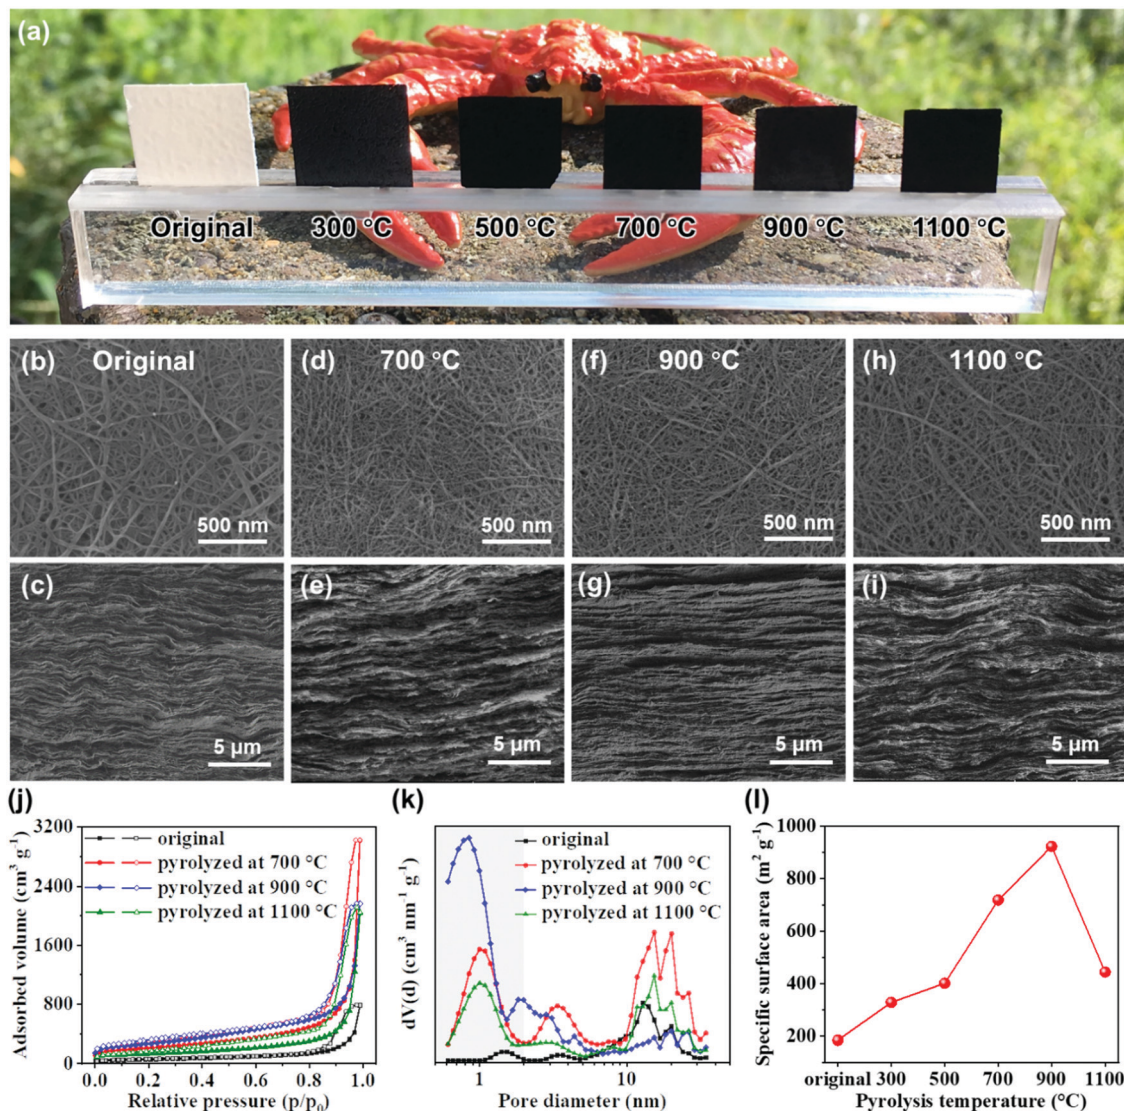 (a)
Original 300 °C 500 °C 700 °C 900 °C 1100 °C
(b) Original (d) 700 °C (f) 900 °C (h) 1100 °C
500 nm 500 nm 500 nm 500 nm
(c) (e) (g) (i)
5 μm 5 μm 5 μm 5 μm
(j)
Adsorbed volume (cm³ g⁻¹)
3200
2400
1600
800
0
original
pyrolyzed at 700 °C
pyrolyzed at 900 °C
pyrolyzed at 1100 °C
0.0 0.2 0.4 0.6 0.8 1.0
Relative pressure (p/p₀)
(k)
dV(d) (cm³ nm⁻¹ g⁻¹)
original
pyrolyzed at 700 °C
pyrolyzed at 900 °C
pyrolyzed at 1100 °C
1 10
Pore diameter (nm)
(l)
Specific surface area (m² g⁻¹)
1000
800
600
400
200
original 300 500 700 900 1100
Pyrolysis temperature (°C)